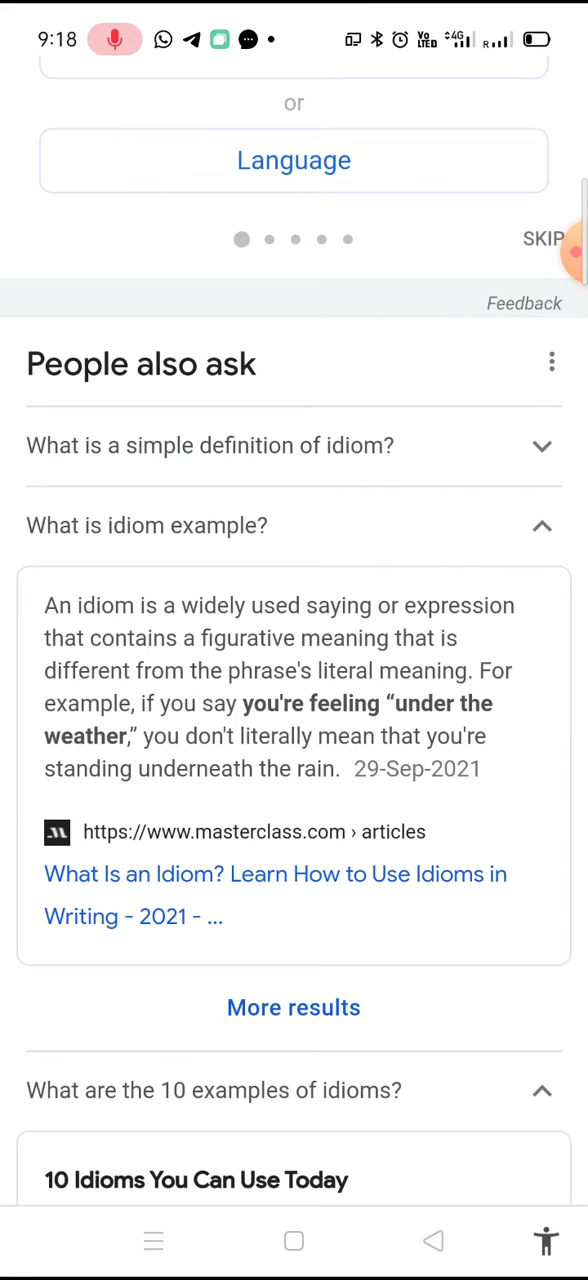 9:18
VoLTED 4G R
or
Language
SKIP
Feedback
People also ask
What is a simple definition of idiom?
What is idiom example?
An idiom is a widely used saying or expression
that contains a figurative meaning that is
different from the phrase's literal meaning. For
example, if you say you're feeling “under the
weather,” you don't literally mean that you're
standing underneath the rain. 29-Sep-2021
https://www.masterclass.com › articles
What Is an Idiom? Learn How to Use Idioms in
Writing - 2021 - ...
More results
What are the 10 examples of idioms?
10 Idioms You Can Use Today